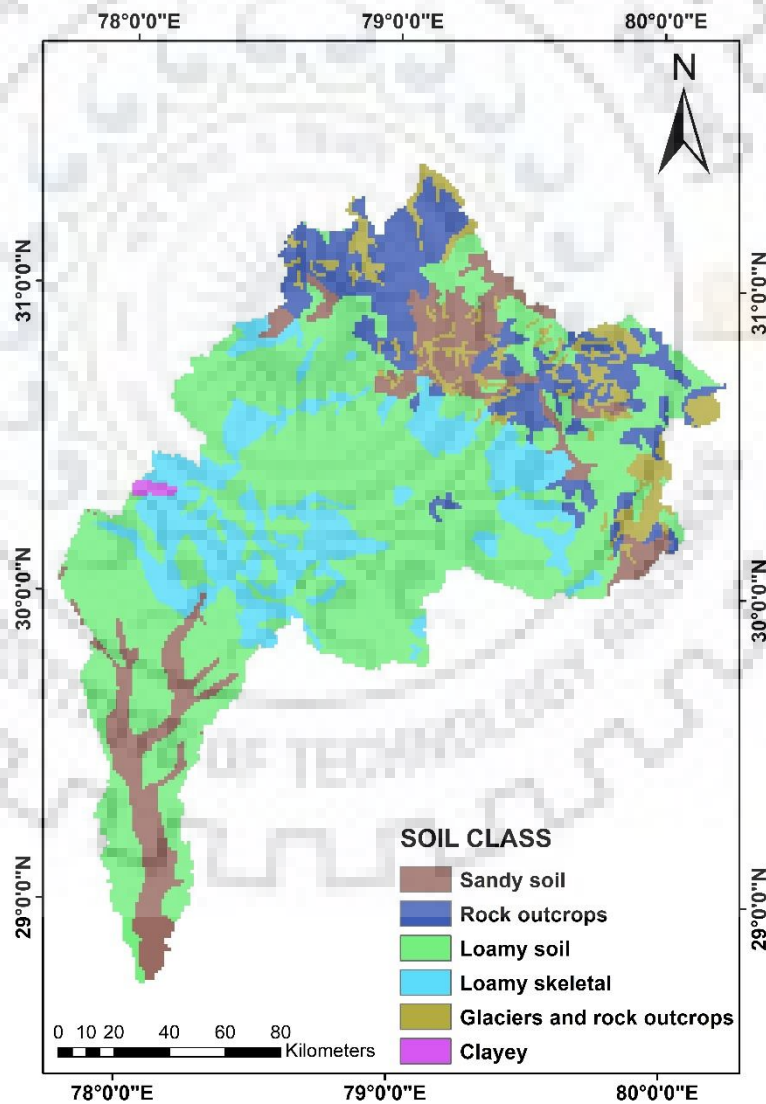 78°0'0"E 79°0'0"E 80°0'0"E
N
31°0'0"N
31°0'0"N
30°0'0"N
30°0'0"N
OF TECHNOLOGY
29°0'0"N
29°0'0"N
SOIL CLASS
Sandy soil
Rock outcrops
Loamy soil
Loamy skeletal
Glaciers and rock outcrops
Clayey
0 10 20 40 60 80
Kilometers
78°0'0"E 79°0'0"E 80°0'0"E